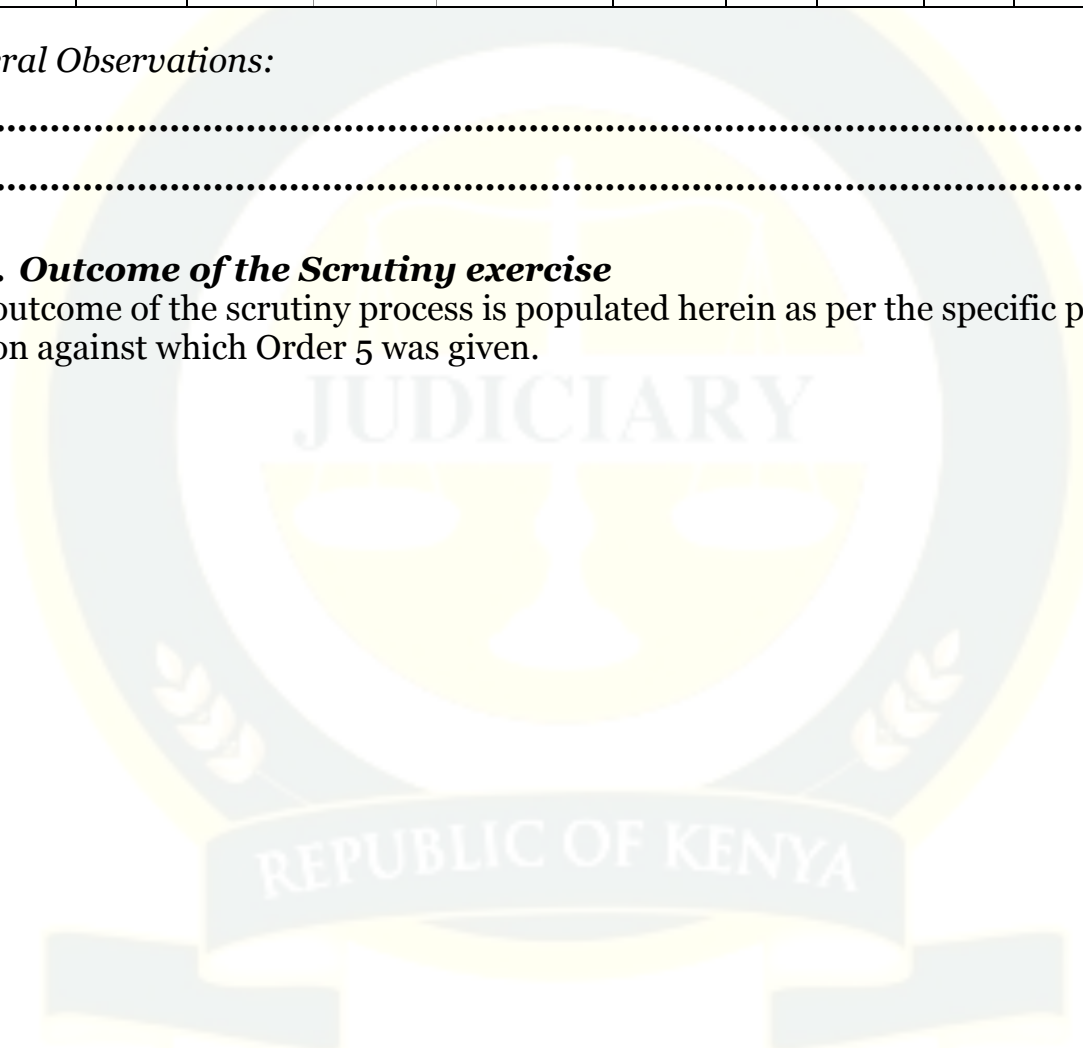 ral Observations:
................................................................................
................................................................................
. Outcome of the Scrutiny exercise
outcome of the scrutiny process is populated herein as per the specific p
on against which Order 5 was given.
JUDICIARY
REPUBLIC OF KENYA